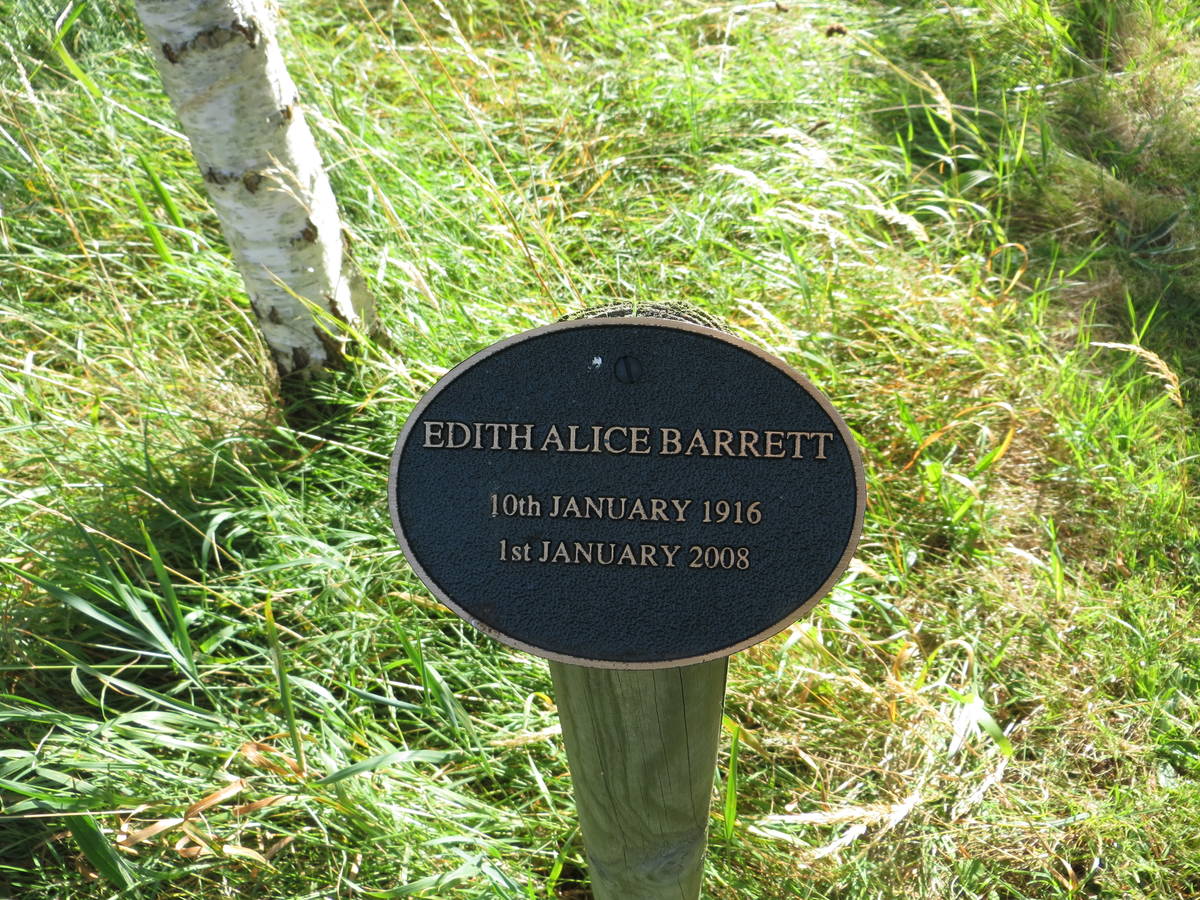 EDITH ALICE BARRETT
10th JANUARY 1916
1st JANUARY 2008